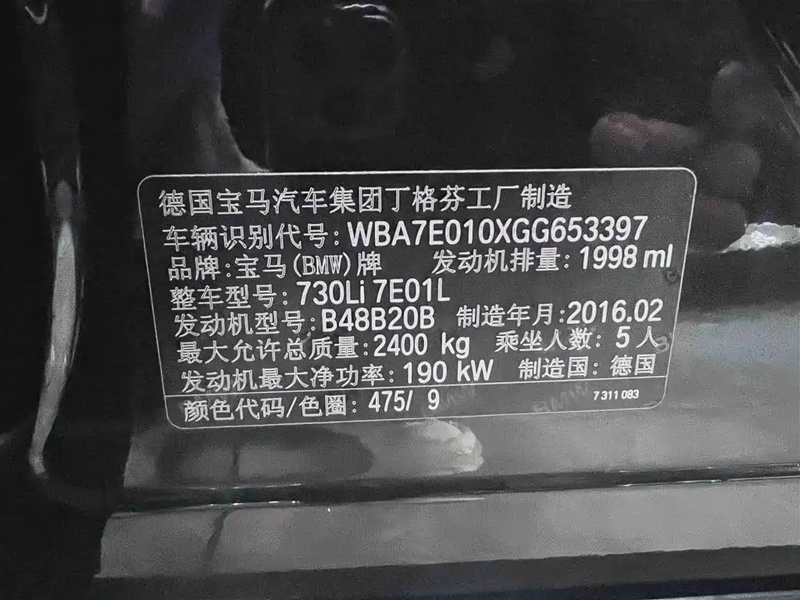 德国宝马汽车集团丁格芬工厂制造
车辆识别代号: WBA7E010XGG653397
品牌: 宝马(BMW)牌 发动机排量: 1998 ml
整车型号: 730Li 7E01L
发动机型号: B48B20B 制造年月: 2016.02
最大允许总质量: 2400 kg 乘坐人数: 5 人
发动机最大净功率: 190 kW 制造国: 德国
颜色代码/色圈: 475/ 9 7 311 083